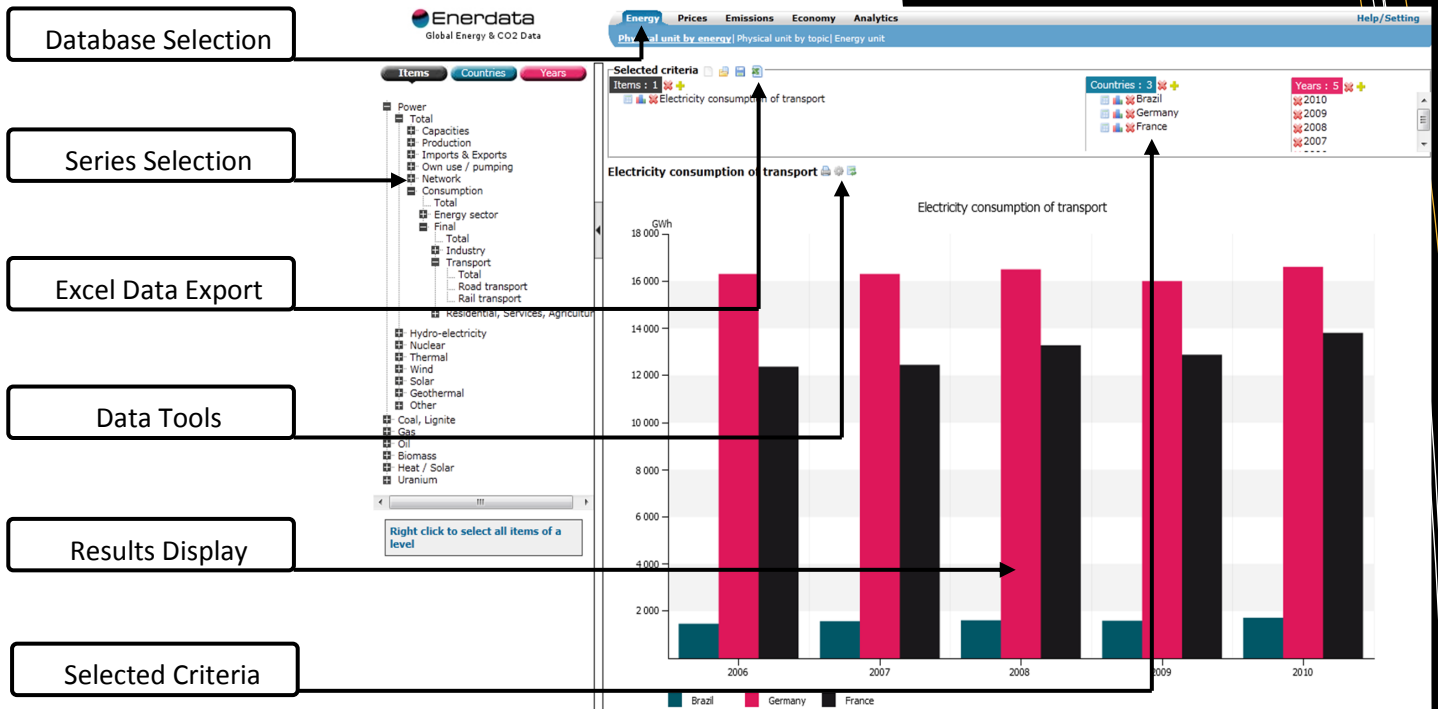 Database Selection
Series Selection
Excel Data Export
Data Tools
Results Display
Selected Criteria
Enerdata
Global Energy & CO2 Data
Energy Prices Emissions Economy Analytics Help/Setting
Physical unit by energy| Physical unit by topic| Energy unit
Items Countries Years
Power
Total
Capacities
Production
Imports & Exports
Own use / pumping
Network
Consumption
Total
Energy sector
Final
Total
Industry
Transport
Total
Road transport
Rail transport
Residential, Services, Agricultur
Hydro-electricity
Nuclear
Thermal
Wind
Solar
Geothermal
Other
Coal, Lignite
Gas
Oil
Biomass
Heat / Solar
Uranium
Right click to select all items of a
level
Selected criteria
Items : 1
Electricity consumption of transport
Countries : 3
Brazil
Germany
France
Years : 5
2010
2009
2008
2007
Electricity consumption of transport
Electricity consumption of transport
GWh
18 000
16 000
14 000
12 000
10 000
8 000
6 000
4 000
2 000
2006 2007 2008 2009 2010
Brazil Germany France